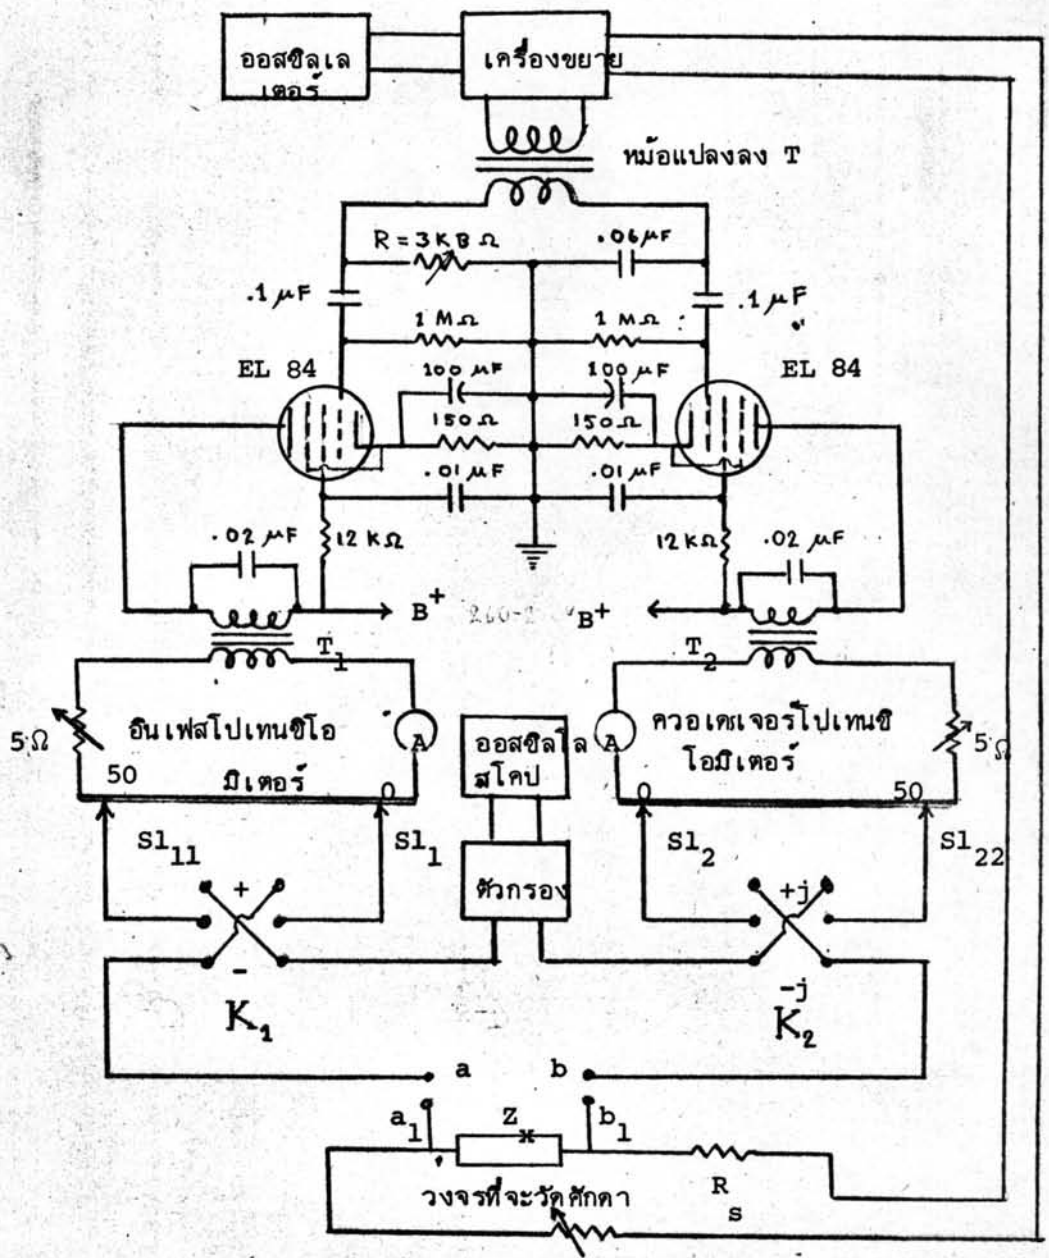 ออสซิลเล
เตอร์
เครื่องขยาย
หม้อแปลงลง T
R = 3KB Ω
.06 μF
.1 μF
.1 μF
1 MΩ
1 MΩ
EL 84
EL 84
100 μF
100 μF
150Ω
150Ω
.01 μF
.01 μF
12 KΩ
12 KΩ
.02 μF
.02 μF
B+
B+
T1
T2
5 Ω
อินเฟสโปเทนซิโอ
มิเตอร์
A
ออสซิลโล
สโคป
A
ควอเดรเจอร์โปเทนซิ
โอมิเตอร์
5 Ω
50
0
0
50
Sl11
Sl1
Sl2
Sl22
ตัวกรอง
+
-
+j
-j
K1
K2
a
b
a1
Zx
b1
วงจรที่จะวัดศักดา
Rs